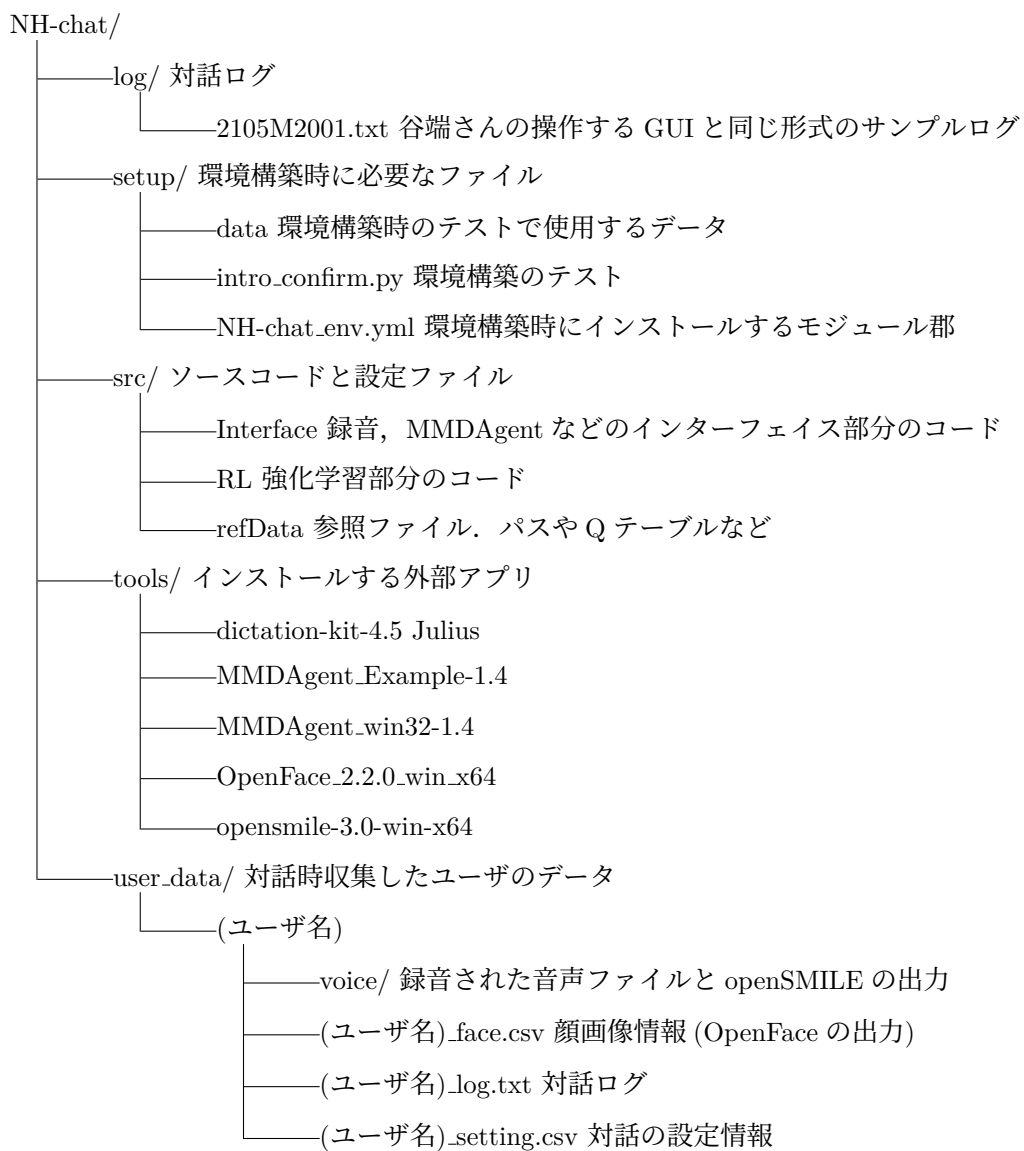 NH-chat/
log/ 対話ログ
2105M2001.txt 谷端さんの操作する GUI と同じ形式のサンプルログ
setup/ 環境構築時に必要なファイル
data 環境構築時のテストで使用するデータ
intro_confirm.py 環境構築のテスト
NH-chat_env.yml 環境構築時にインストールするモジュール郡
src/ ソースコードと設定ファイル
Interface 録音，MMDAgent などのインターフェイス部分のコード
RL 強化学習部分のコード
refData 参照ファイル．パスや Q テーブルなど
tools/ インストールする外部アプリ
dictation-kit-4.5 Julius
MMDAgent_Example-1.4
MMDAgent_win32-1.4
OpenFace_2.2.0_win_x64
opensmile-3.0-win-x64
user_data/ 対話時収集したユーザのデータ
(ユーザ名)
voice/ 録音された音声ファイルと openSMILE の出力
(ユーザ名)_face.csv 顔画像情報 (OpenFace の出力)
(ユーザ名)_log.txt 対話ログ
(ユーザ名)_setting.csv 対話の設定情報